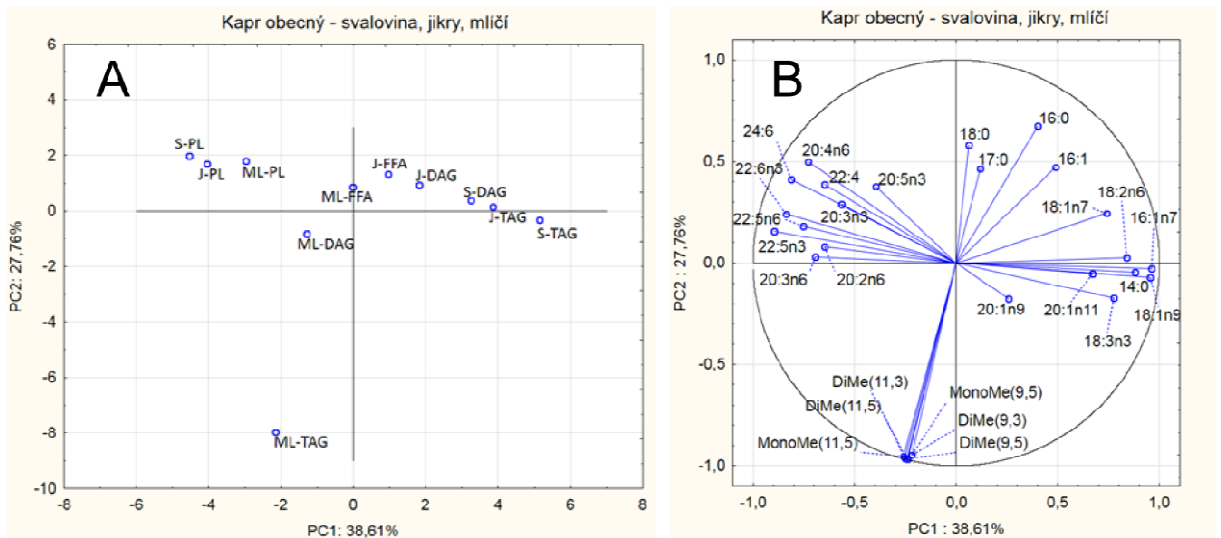 Kapr obecný - svalovina, jikry, mlíčí
A
6
4
2
0
-2
-4
-6
-8
-10
-8
-6
-4
-2
0
2
4
6
8
PC2: 27,76%
PC1: 38,61%
S-PL
J-PL
ML-PL
J-FFA
J-DAG
ML-FFA
S-DAG
J-TAG
S-TAG
ML-DAG
ML-TAG
Kapr obecný - svalovina, jikry, mlíčí
B
1,0
0,5
0,0
-0,5
-1,0
-1,0
-0,5
0,0
0,5
1,0
PC2 : 27,76%
PC1 : 38,61%
24:6
20:4n6
22:6n3
22:4
20:5n3
20:3n3
22:5n6
22:5n3
20:3n6
20:2n6
18:0
17:0
16:0
16:1
18:2n6
18:1n7
16:1n7
20:1n9
20:1n11
14:0
18:1n9
18:3n3
DiMe(11,3)
DiMe(11,5)
MonoMe(11,5)
MonoMe(9,5)
DiMe(9,3)
DiMe(9,5)